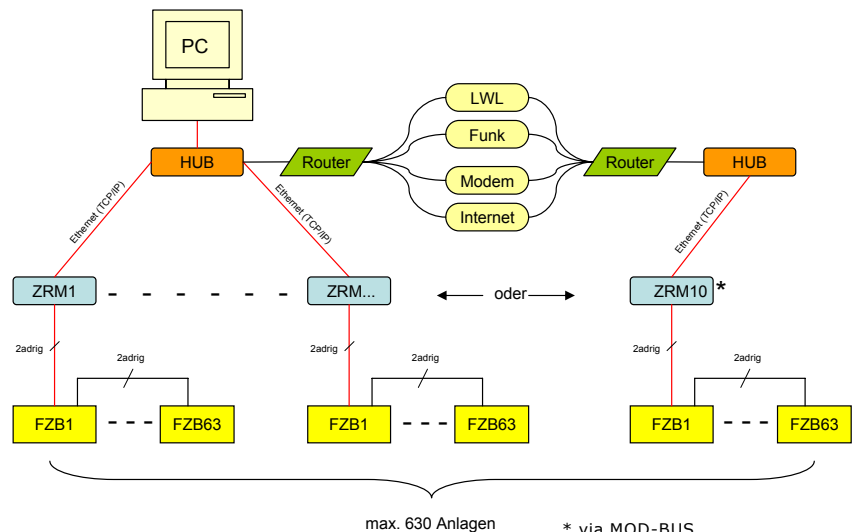 PC
LWL
Funk
HUB
Router
Router
HUB
Modem
Internet
Ethernet (TCP/IP)
Ethernet (TCP/IP)
Ethernet (TCP/IP)
ZRM1
ZRM...
oder
ZRM10 *
2adrig
2adrig
2adrig
2adrig
2adrig
2adrig
FZB1
FZB63
FZB1
FZB63
FZB1
FZB63
max. 630 Anlagen
* via MOD-BUS